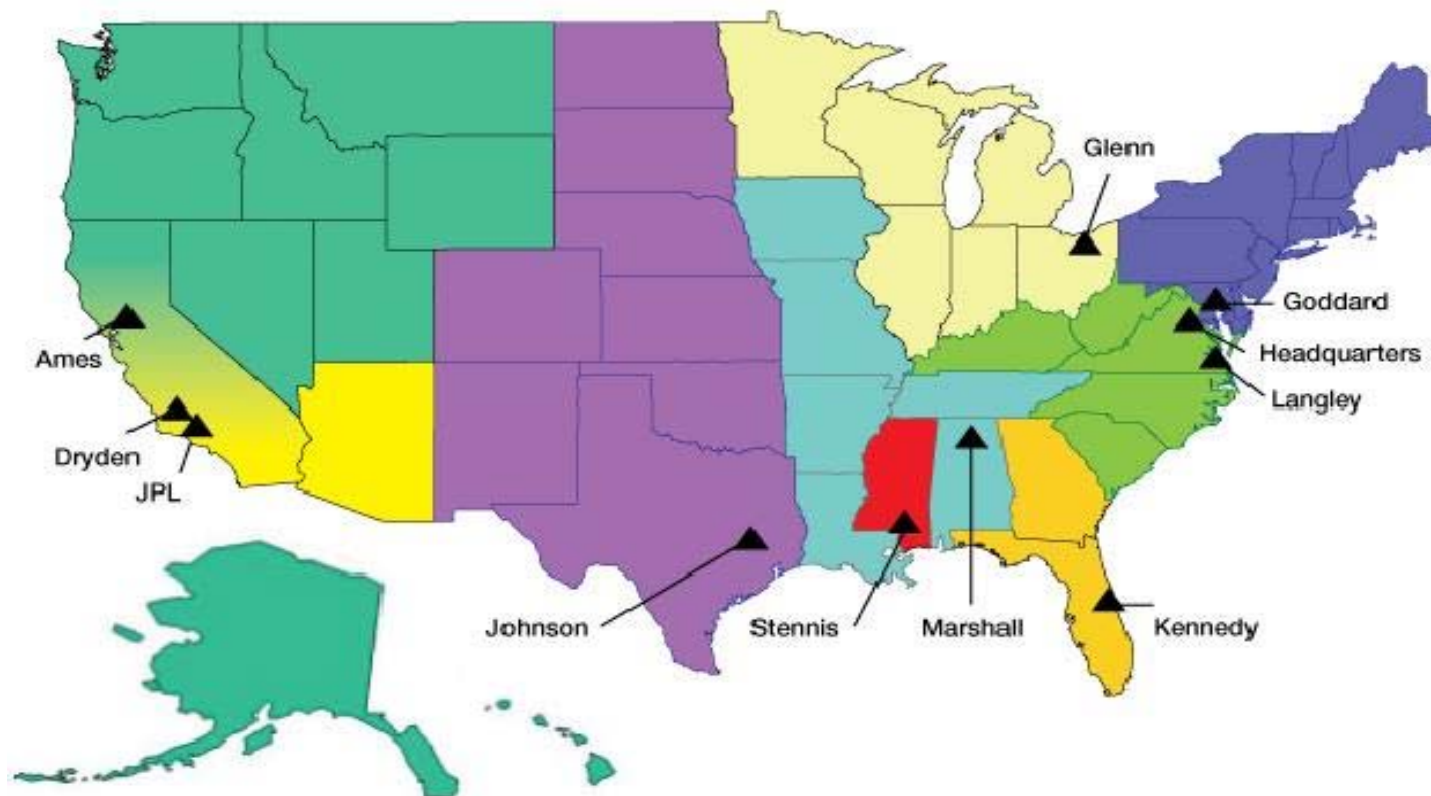 Glenn
Goddard
Headquarters
Langley
Ames
Dryden
JPL
Johnson
Stennis
Marshall
Kennedy